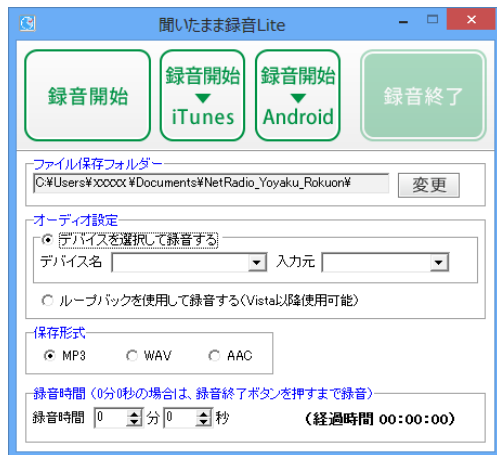 聞いたまま録音Lite
録音開始
録音開始
▼
iTunes
録音開始
▼
Android
録音終了
ファイル保存フォルダー
C:¥Users¥xxxxx¥Documents¥NetRadio_Yoyaku_Rokuon¥
変更
オーディオ設定
デバイスを選択して録音する
デバイス名
入力元
ループバックを使用して録音する(Vista以降使用可能)
保存形式
MP3 WAV AAC
録音時間 (0分0秒の場合は、録音終了ボタンを押すまで録音)
録音時間 0 分 0 秒 (経過時間 00:00:00)